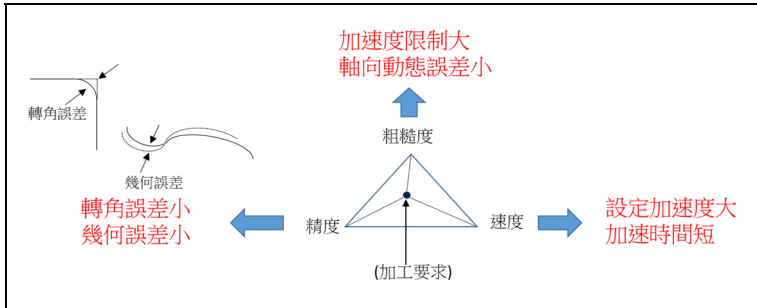 加速度限制大
軸向動態誤差小
轉角誤差
粗糙度
幾何誤差
轉角誤差小
幾何誤差小
精度
速度
設定加速度大
加速時間短
(加工要求)